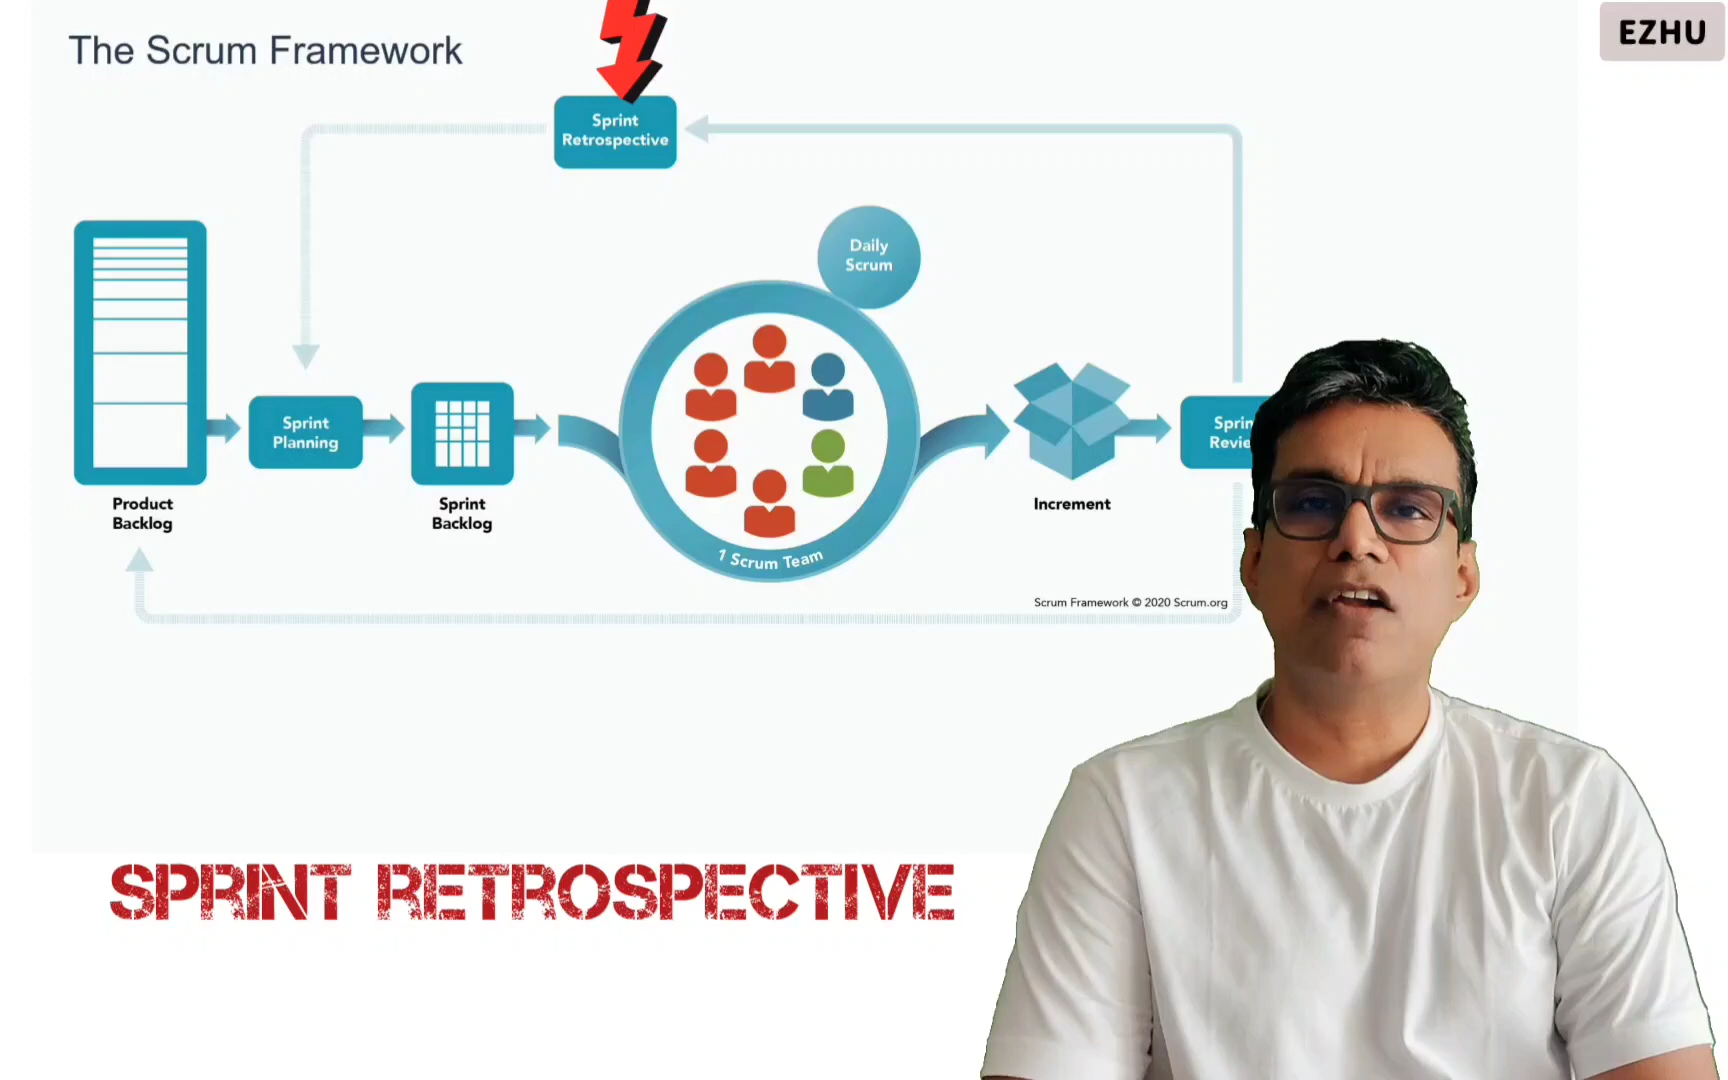 The Scrum Framework
EZHU
Sprint
Retrospective
Daily
Scrum
Sprint
Planning
Product
Backlog
Sprint
Backlog
1 Scrum Team
Increment
Scrum Framework © 2020 Scrum.org
SPRINT RETROSPECTIVE